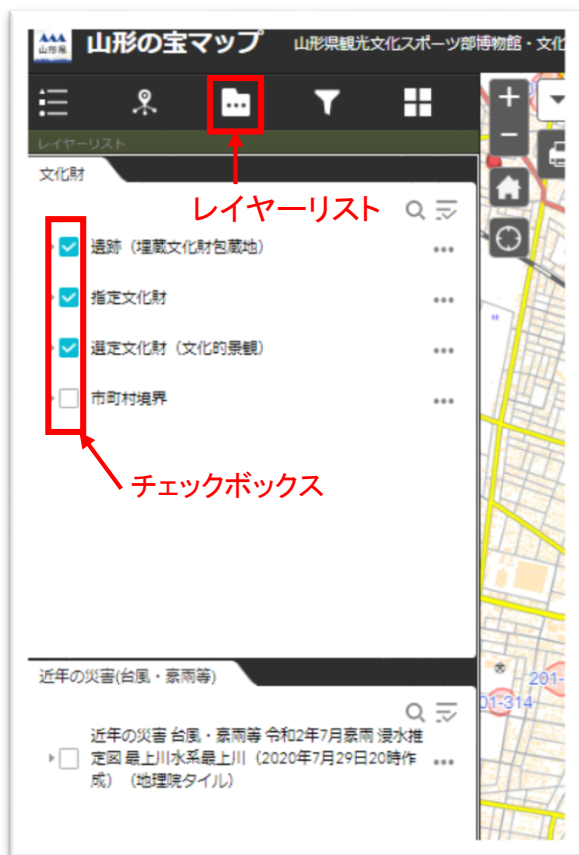 山形県
山形の宝マップ
山形県観光文化スポーツ部博物館・文化
レイヤーリスト
文化財
レイヤーリスト
遺跡（埋蔵文化財包蔵地）
指定文化財
選定文化財（文化的景観）
市町村境界
チェックボックス
近年の災害(台風・豪雨等)
近年の災害 台風・豪雨等 令和2年7月豪雨 浸水推
定図 最上川水系最上川（2020年7月29日20時作
成）（地理院タイル）
201-
01-314